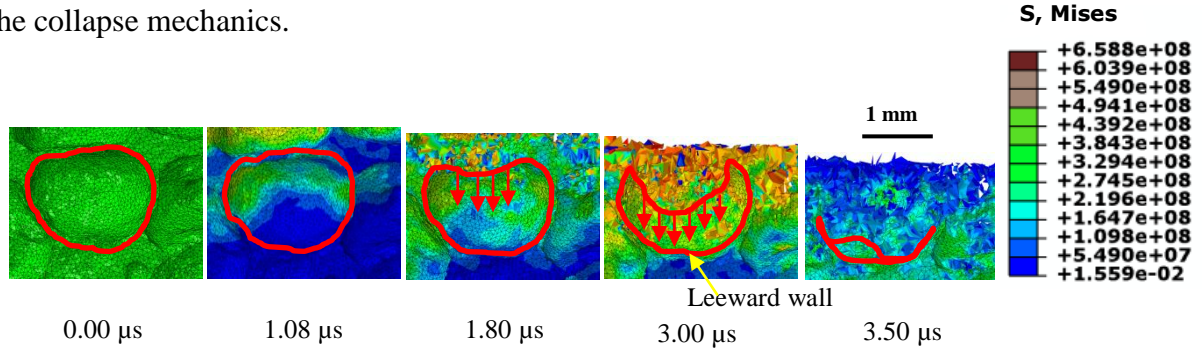 he collapse mechanics.
S, Mises
+6.588e+08
+6.039e+08
+5.490e+08
+4.941e+08
+4.392e+08
+3.843e+08
+3.294e+08
+2.745e+08
+2.196e+08
+1.647e+08
+1.098e+08
+5.490e+07
+1.559e-02
1 mm
Leeward wall
0.00 µs
1.08 µs
1.80 µs
3.00 µs
3.50 µs